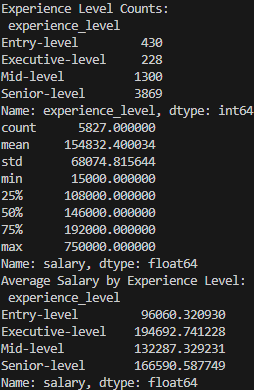 Experience Level Counts:
experience_level
Entry-level 430
Executive-level 228
Mid-level 1300
Senior-level 3869
Name: experience_level, dtype: int64
count 5827.000000
mean 154832.400034
std 68074.815644
min 15000.000000
25% 108000.000000
50% 146000.000000
75% 192000.000000
max 750000.000000
Name: salary, dtype: float64
Average Salary by Experience Level:
experience_level
Entry-level 96060.320930
Executive-level 194692.741228
Mid-level 132287.329231
Senior-level 166590.587749
Name: salary, dtype: float64